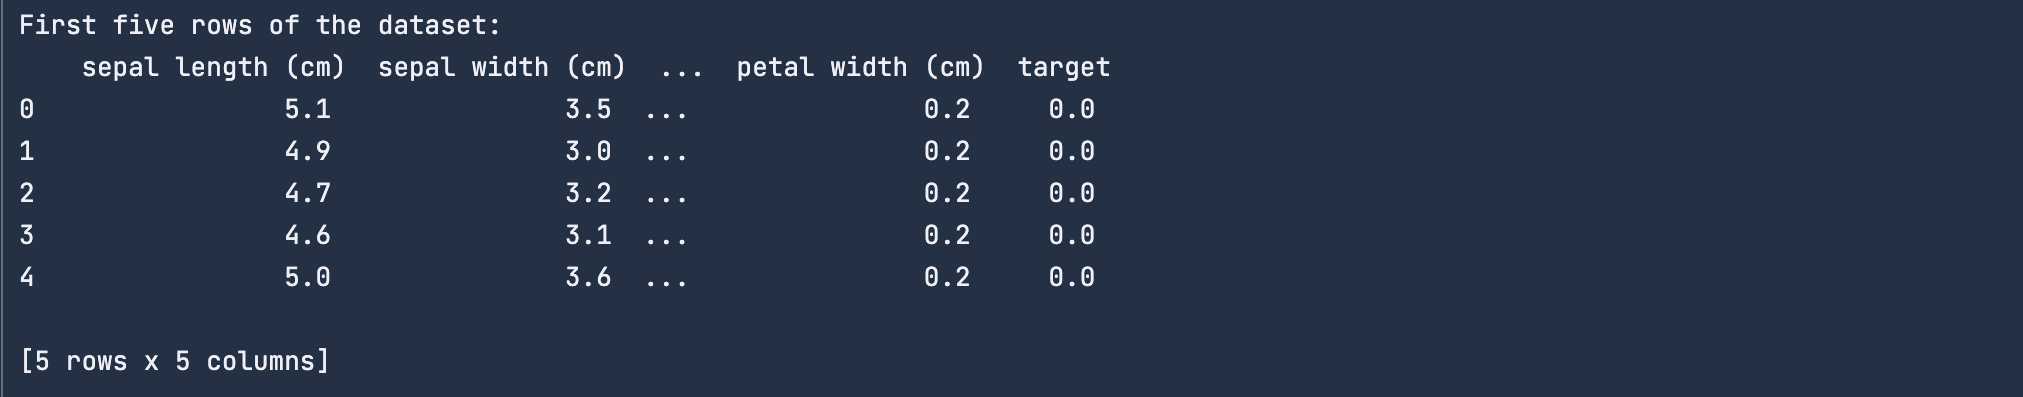 First five rows of the dataset:
    sepal length (cm)  sepal width (cm)  ...  petal width (cm)  target
0                5.1               3.5  ...               0.2     0.0
1                4.9               3.0  ...               0.2     0.0
2                4.7               3.2  ...               0.2     0.0
3                4.6               3.1  ...               0.2     0.0
4                5.0               3.6  ...               0.2     0.0
[5 rows x 5 columns]